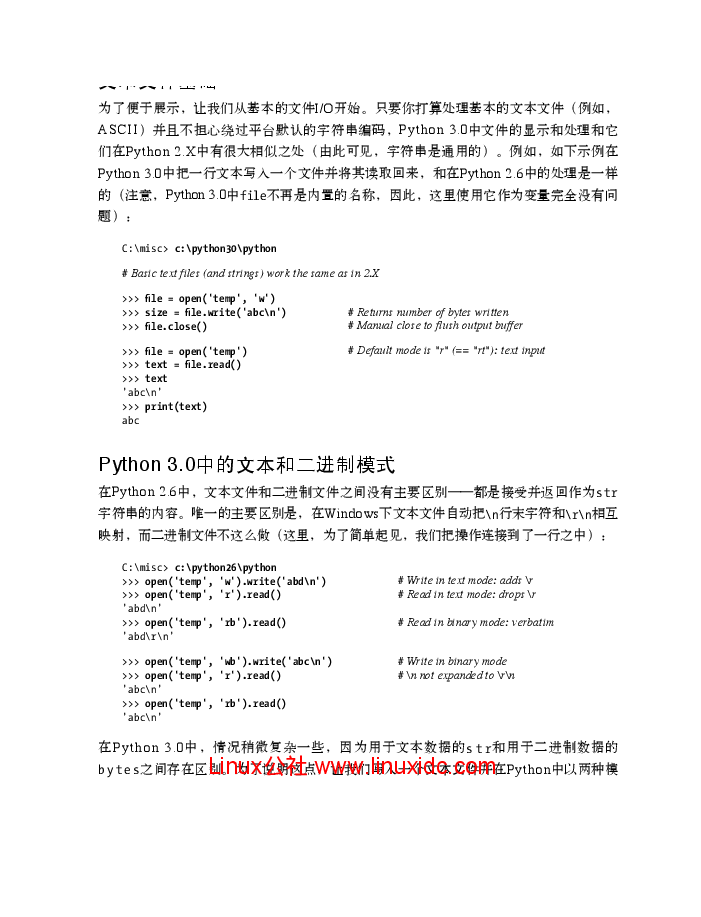 为了便于展示，让我们从基本的文件I/O开始。只要你打算处理基本的文本文件（例如，
ASCII）并且不担心绕过平台默认的字符串编码，Python 3.0中文件的显示和处理和它
们在Python 2.X中有很大相似之处（由此可见，字符串是通用的）。例如，如下示例在
Python 3.0中把一行文本写入一个文件并将其读取回来，和在Python 2.6中的处理是一样
的（注意，Python 3.0中file不再是内置的名称，因此，这里使用它作为变量完全没有问
题）：
C:\misc> c:\python30\python
# Basic text files (and strings) work the same as in 2.X
>>> file = open('temp', 'w')
>>> size = file.write('abc\n') # Returns number of bytes written
>>> file.close() # Manual close to flush output buffer
>>> file = open('temp') # Default mode is "r" (== "rt"): text input
>>> text = file.read()
>>> text
'abc\n'
>>> print(text)
abc
Python 3.0中的文本和二进制模式
在Python 2.6中，文本文件和二进制文件之间没有主要区别——都是接受并返回作为str
字符串的内容。唯一的主要区别是，在Windows下文本文件自动把\n行末字符和\r\n相互
映射，而二进制文件不这么做（这里，为了简单起见，我们把操作连接到了一行之中）：
C:\misc> c:\python26\python
>>> open('temp', 'w').write('abd\n') # Write in text mode: adds \r
>>> open('temp', 'r').read() # Read in text mode: drops \r
'abd\n'
>>> open('temp', 'rb').read() # Read in binary mode: verbatim
'abd\r\n'
>>> open('temp', 'wb').write('abc\n') # Write in binary mode
>>> open('temp', 'r').read() # \n not expanded to \r\n
'abc\n'
>>> open('temp', 'rb').read()
'abc\n'
在Python 3.0中，情况稍微复杂一些，因为用于文本数据的str和用于二进制数据的
bytes之间存在区别。为了说明这点，让我们写入一个文本文件并在Python中以两种模
Linux公社 www.linuxidc.com